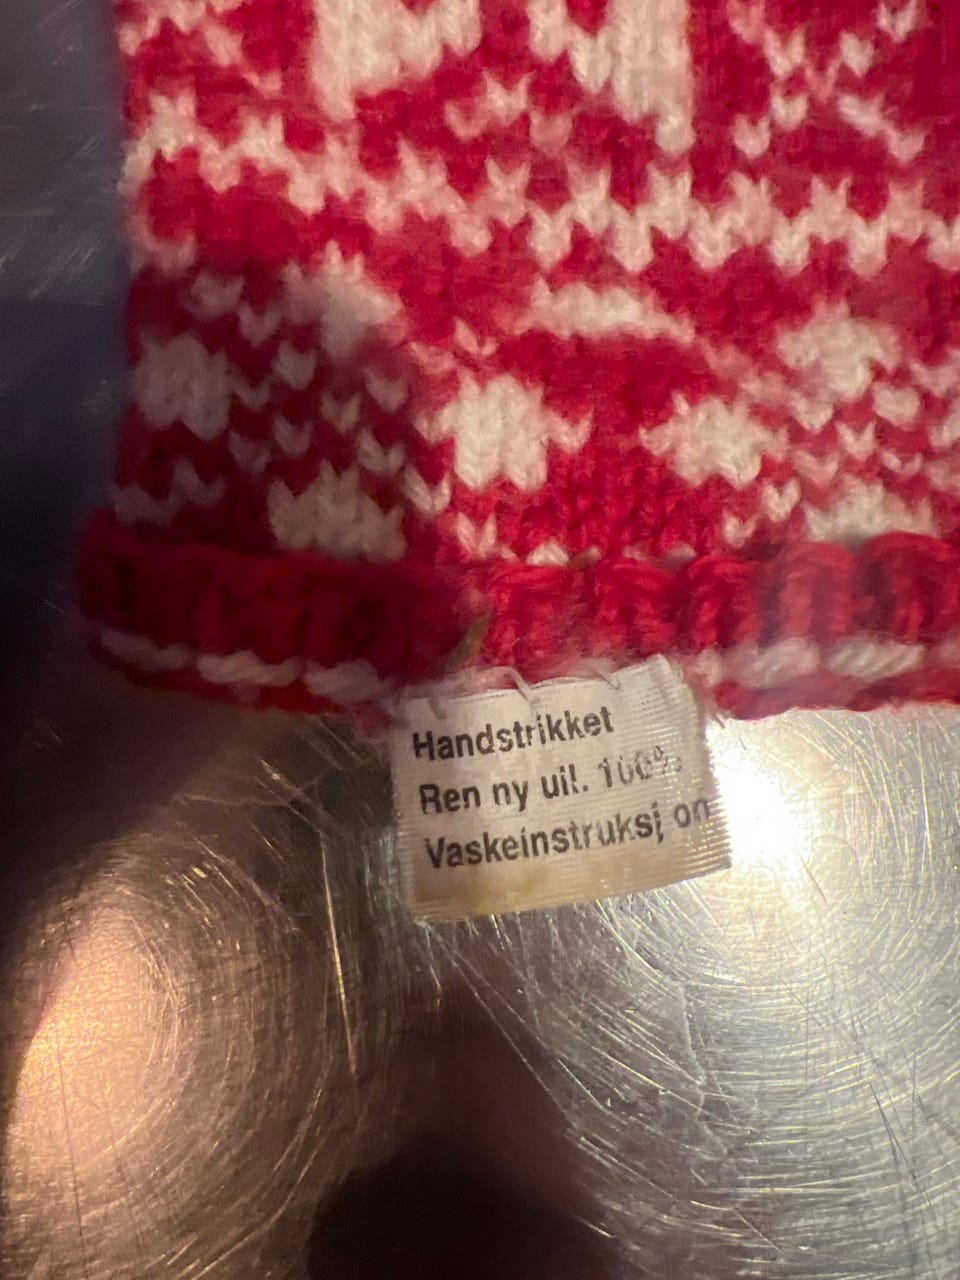 Handstrikket
Ren ny uil. 100%
Vaskeinstruksj on